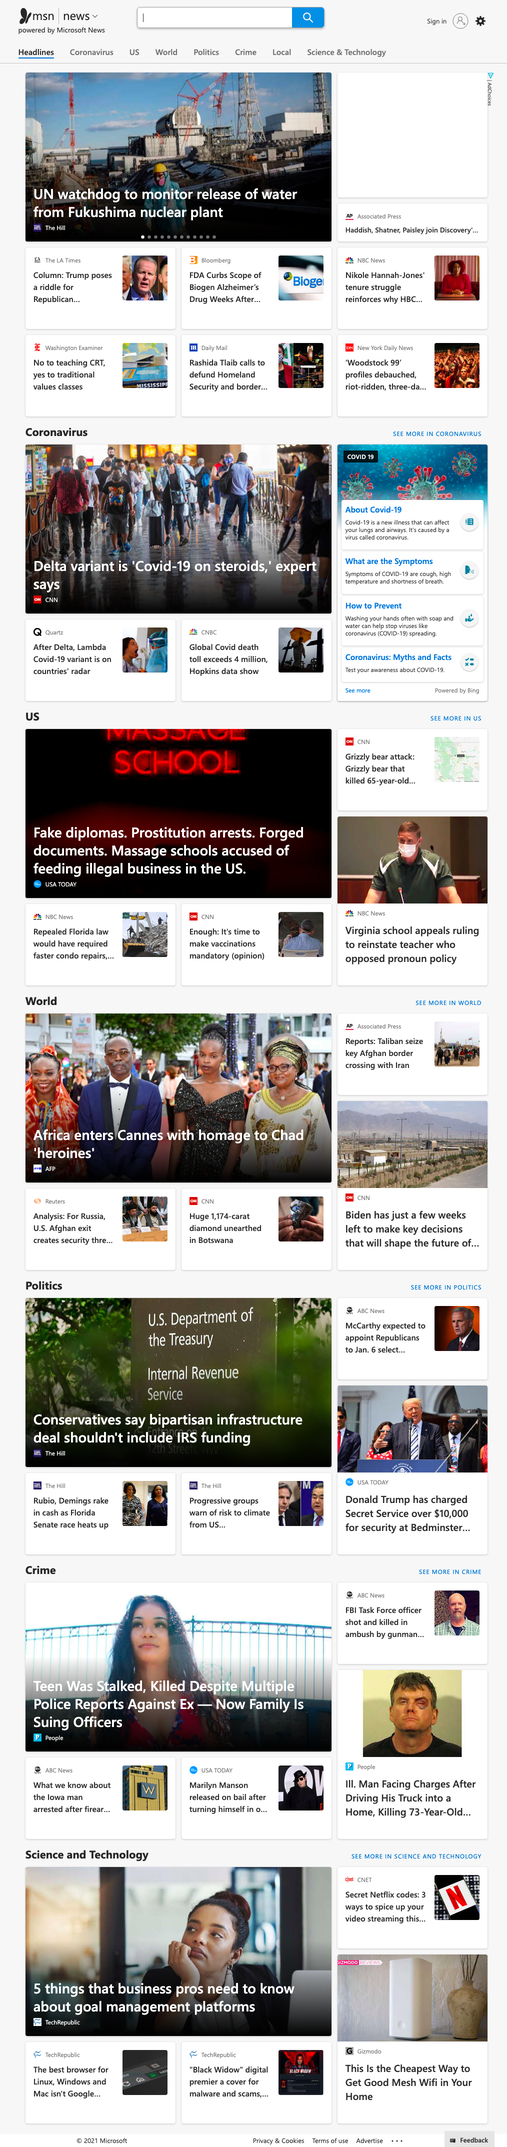 msn | news
powered by Microsoft News
Sign in
Headlines Coronavirus US World Politics Crime Local Science & Technology
UN watchdog to monitor release of water
from Fukushima nuclear plant
The Hill
AdChoices
AP Associated Press
Haddish, Shatner, Paisley join Discovery'...
The LA Times
Column: Trump poses
a riddle for
Republican...
Bloomberg
FDA Curbs Scope of
Biogen Alzheimer's
Drug Weeks After...
Bioge
NBC News
Nikole Hannah-Jones'
tenure struggle
reinforces why HBC...
Washington Examiner
No to teaching CRT,
yes to traditional
values classes
MISSISSIPPI
Daily Mail
Rashida Tlaib calls to
defund Homeland
Security and border...
New York Daily News
'Woodstock 99'
profiles debauched,
riot-ridden, three-da...
Coronavirus
SEE MORE IN CORONAVIRUS
Delta variant is 'Covid-19 on steroids,' expert
says
CNN
COVID 19
About Covid-19
Covid-19 is a new illness that can affect
your lungs and airways. It's caused by a
virus called coronavirus.
What are the Symptoms
Symptoms of COVID-19 are cough, high
temperature and shortness of breath.
How to Prevent
Washing your hands often with soap and
water can help stop viruses like
coronavirus (COVID-19) spreading.
Coronavirus: Myths and Facts
Test your awareness about COVID-19.
See more
Powered by Bing
Quartz
After Delta, Lambda
Covid-19 variant is on
countries' radar
CNBC
Global Covid death
toll exceeds 4 million,
Hopkins data show
US
SEE MORE IN US
MASSAGE
SCHOOL
Fake diplomas. Prostitution arrests. Forged
documents. Massage schools accused of
feeding illegal business in the US.
USA TODAY
CNN
Grizzly bear attack:
Grizzly bear that
killed 65-year-old...
NBC News
Virginia school appeals ruling
to reinstate teacher who
opposed pronoun policy
NBC News
Repealed Florida law
would have required
faster condo repairs,...
CNN
Enough: It's time to
make vaccinations
mandatory (opinion)
World
SEE MORE IN WORLD
Africa enters Cannes with homage to Chad
'heroines'
AFP
AP Associated Press
Reports: Taliban seize
key Afghan border
crossing with Iran
CNN
Biden has just a few weeks
left to make key decisions
that will shape the future of...
Reuters
Analysis: For Russia,
U.S. Afghan exit
creates security thre...
CNN
Huge 1,174-carat
diamond unearthed
in Botswana
Politics
SEE MORE IN POLITICS
U.S. Department of
the Treasury
Internal Revenue
Service
Conservatives say bipartisan infrastructure
deal shouldn't include IRS funding
The Hill
ABC News
McCarthy expected to
appoint Republicans
to Jan. 6 select...
USA TODAY
Donald Trump has charged
Secret Service over $10,000
for security at Bedminster...
The Hill
Rubio, Demings rake
in cash as Florida
Senate race heats up
The Hill
Progressive groups
warn of risk to climate
from US...
Crime
SEE MORE IN CRIME
Teen Was Stalked, Killed Despite Multiple
Police Reports Against Ex — Now Family Is
Suing Officers
People
ABC News
FBI Task Force officer
shot and killed in
ambush by gunman...
People
Ill. Man Facing Charges After
Driving His Truck into a
Home, Killing 73-Year-Old...
ABC News
What we know about
the Iowa man
arrested after firear...
W
USA TODAY
Marilyn Manson
released on bail after
turning himself in o...
Science and Technology
SEE MORE IN SCIENCE AND TECHNOLOGY
5 things that business pros need to know
about goal management platforms
TechRepublic
CNET
Secret Netflix codes: 3
ways to spice up your
video streaming this...
N
GIZMODO REVIEWS
Gizmodo
This Is the Cheapest Way to
Get Good Mesh Wifi in Your
Home
TechRepublic
The best browser for
Linux, Windows and
Mac isn't Google...
TechRepublic
"Black Widow" digital
premier a cover for
malware and scams,...
© 2021 Microsoft
Privacy & Cookies Terms of use Advertise ...
Feedback